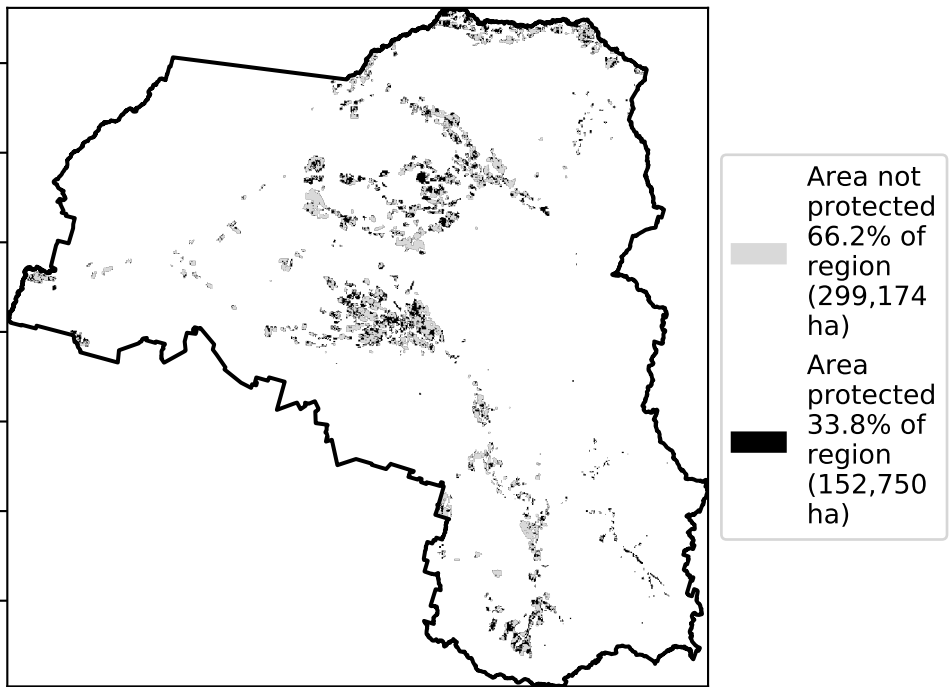 Area not
protected
66.2% of
region
(299,174
ha)
Area
protected
33.8% of
region
(152,750
ha)